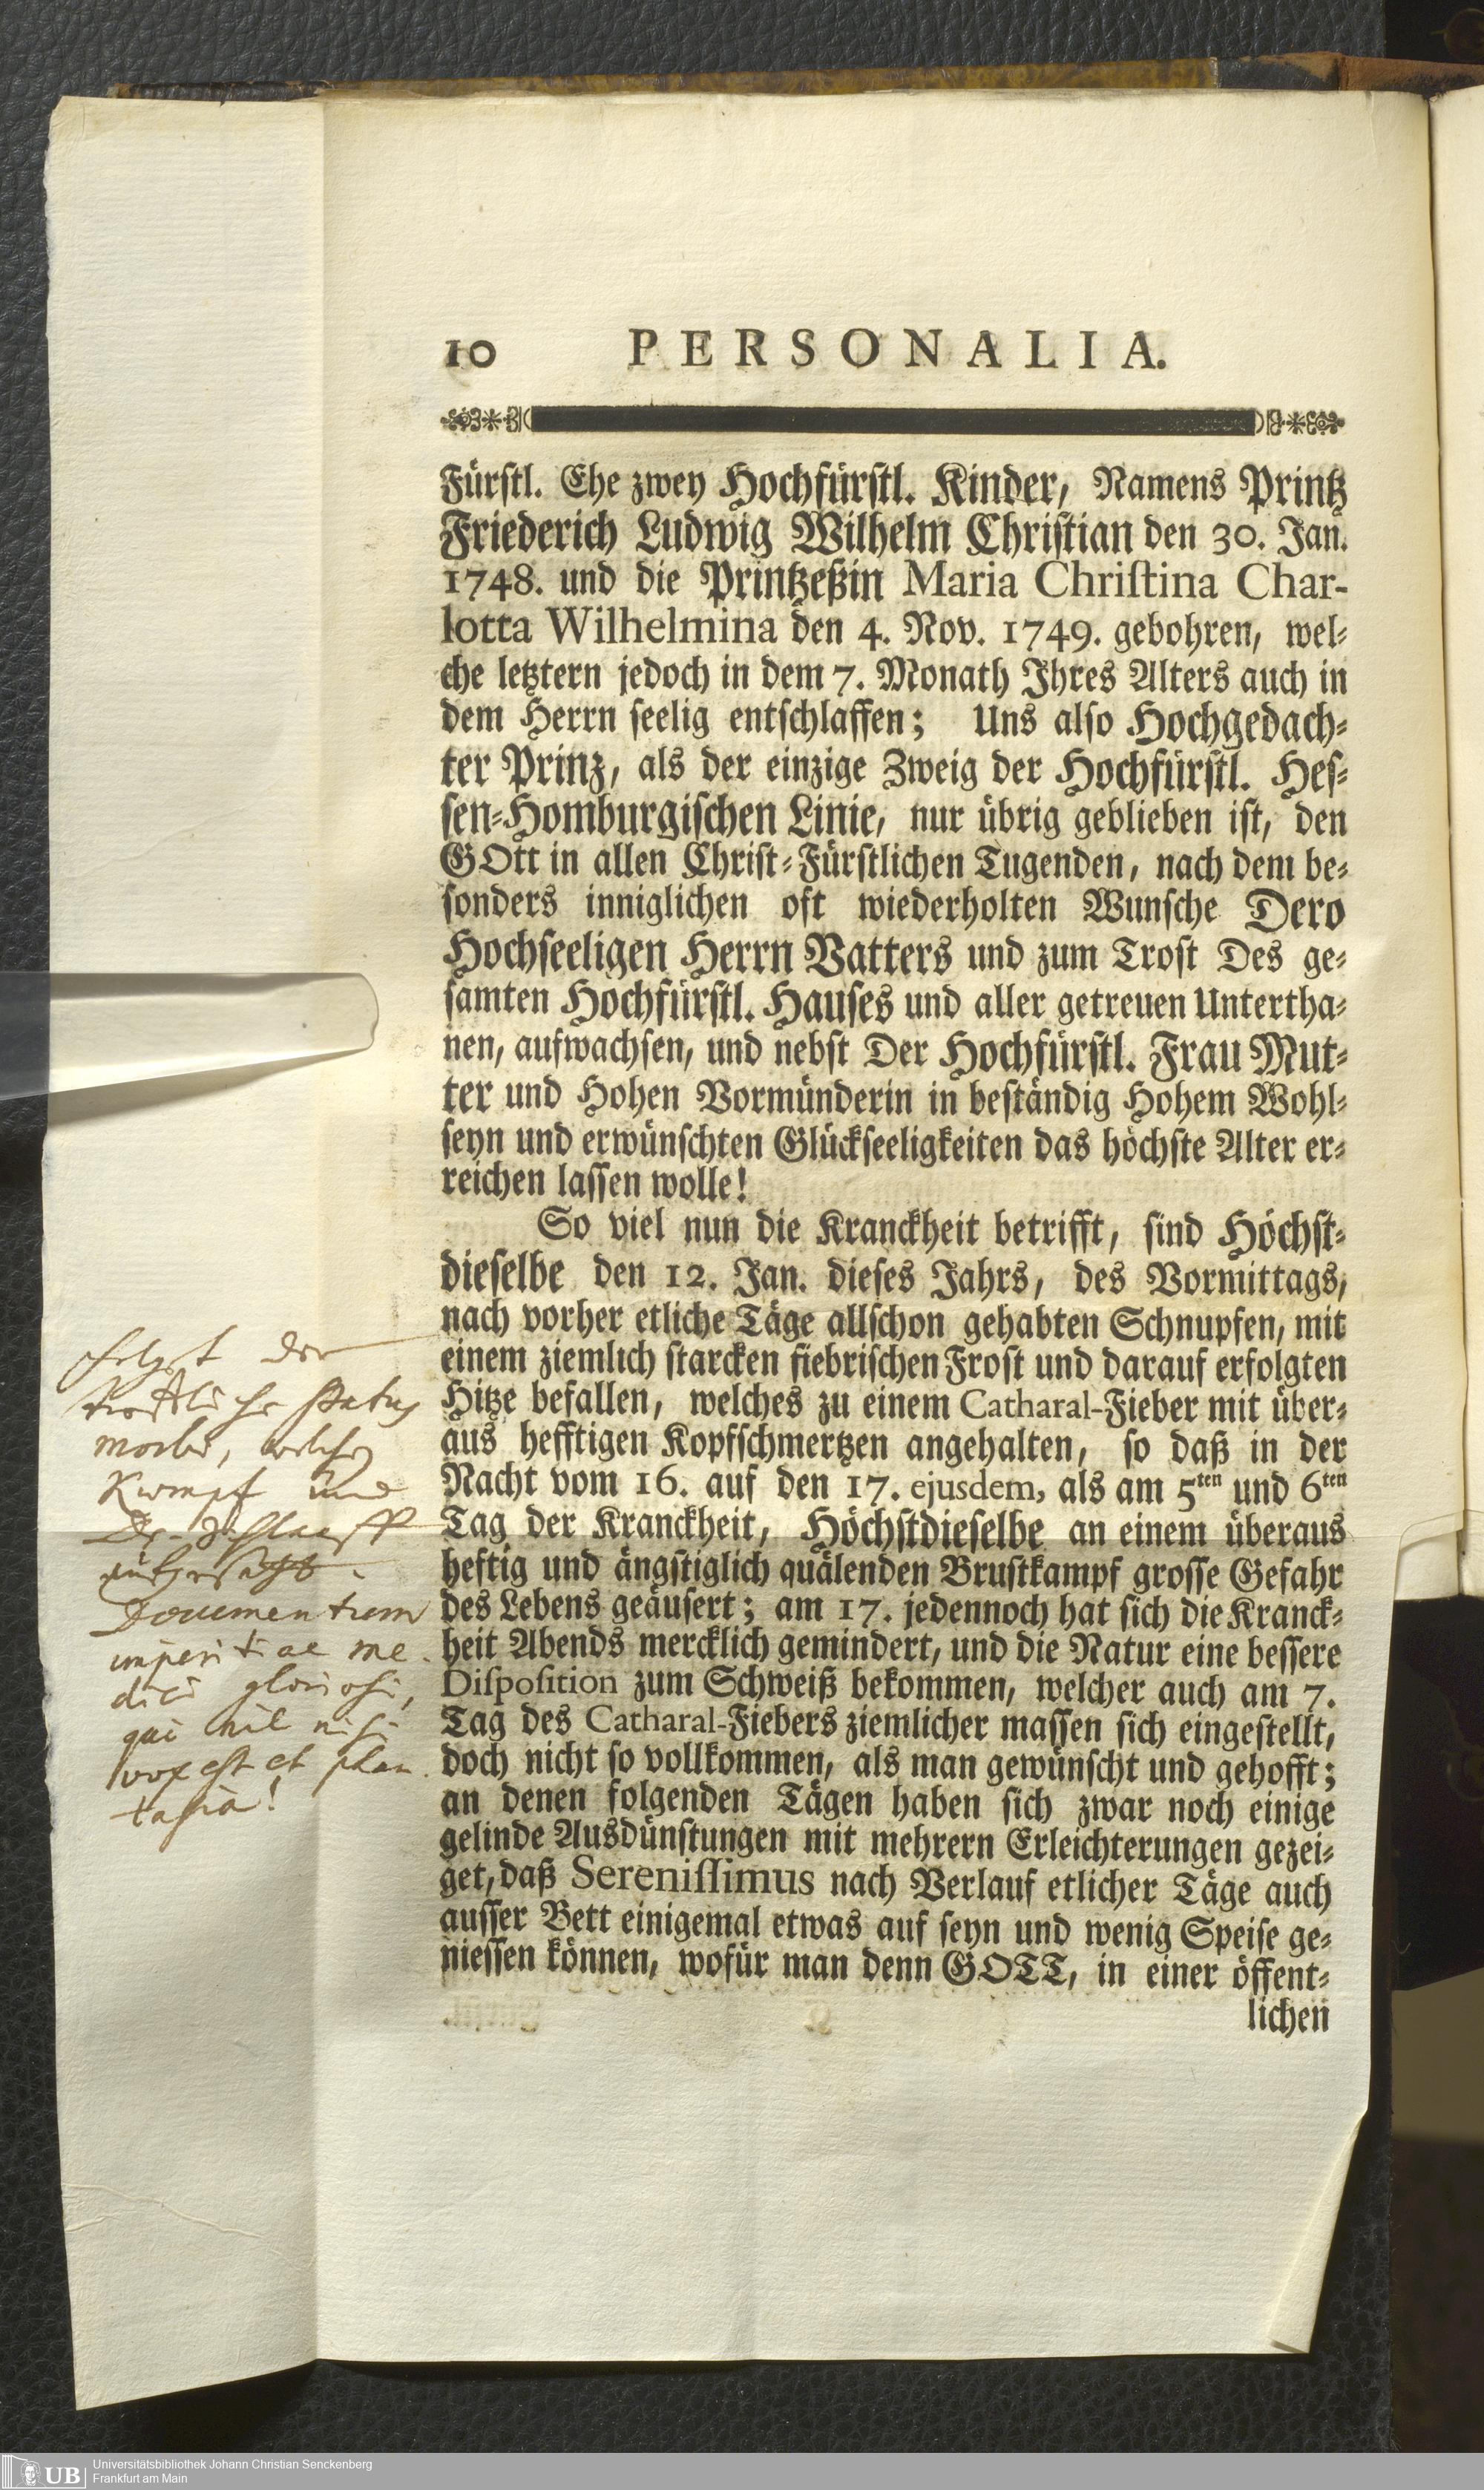 10 PERSONALIA.
Fürſtl. Ehe zwey Hochfürſtl. Kinder, Namens Printz
Friederich Ludwig Wilhelm Chriſtian den 30. Jan.
1748. und die Printzeßin Maria Chriſtina Char-
lotta Wilhelmina den 4. Nov. 1749. gebohren, wel-
che letztern jedoch in dem 7. Monath Ihres Alters auch in
dem Herrn ſeelig entſchlaffen; Uns alſo Hochgedach-
ter Prinz, als der einzige Zweig der Hochfürſtl. Heſ-
ſen-Homburgiſchen Linie, nur übrig geblieben iſt, den
GOtt in allen Chriſt-Fürſtlichen Tugenden, nach dem be-
ſonders inniglichen oft wiederholten Wunſche Dero
Hochſeeligen Herrn Vatters und zum Troſt Des ge-
ſamten Hochfürſtl. Hauſes und aller getreuen Untertha-
nen, aufwachſen, und nebſt Der Hochfürſtl. Frau Mut-
ter und Hohen Vormünderin in beſtändig Hohem Wohl-
ſeyn und erwünſchten Glückſeeligkeiten das höchſte Alter er-
reichen laſſen wolle!
So viel nun die Kranckheit betrifft, ſind Höchſt-
dieſelbe den 12. Jan. dieſes Jahrs, des Vormittags,
nach vorher etliche Täge allſchon gehabten Schnupfen, mit
einem ziemlich ſtarcken fiebriſchen Froſt und darauf erfolgten
Hitze befallen, welches zu einem Catharal-Fieber mit über-
aus hefftigen Kopfſchmertzen angehalten, ſo daß in der
Nacht vom 16. auf den 17. ejusdem, als am 5ten und 6ten
Tag der Kranckheit, Höchſtdieſelbe an einem überaus
heftig und ängſtiglich quälenden Bruſtkampf groſſe Gefahr
des Lebens geäuſert; am 17. jedennoch hat ſich die Kranck-
heit Abends mercklich gemindert, und die Natur eine beſſere
Diſpoſition zum Schweiß bekommen, welcher auch am 7.
Tag des Catharal-Fiebers ziemlicher maſſen ſich eingeſtellt,
doch nicht ſo vollkommen, als man gewünſcht und gehofft;
an denen folgenden Tägen haben ſich zwar noch einige
gelinde Ausdünſtungen mit mehrern Erleichterungen gezei-
get, daß Sereniſſimus nach Verlauf etlicher Täge auch
auſſer Bett einigemal etwas auf ſeyn und wenig Speiſe ge-
nieſſen können, wofür man denn GOTT, in einer öffent-
lichen
folgt der
status
morbi, welchen
und
Dr.
aufgesetzt.
Documentum
imperitiae me-
dici gloriosi,
qui nil nisi
vox est et phan-
tasia!
Universitätsbibliothek Johann Christian Senckenberg
Frankfurt am Main
UB